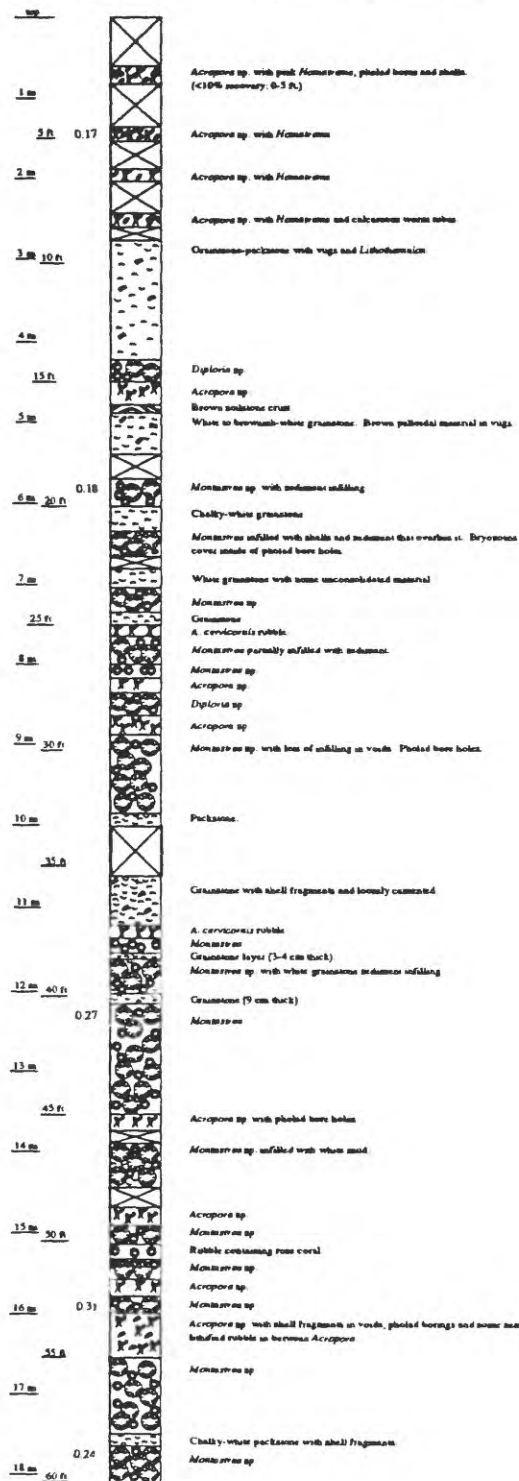 top
Acropora sp. with pink Homotrema, pholad bores and shells.
(<10% recovery; 0-5 ft.)
1 m
5 ft 0.17 Acropora sp. with Homotrema
2 m Acropora sp. with Homotrema
Acropora sp. with Homotrema and calcareous worm tubes
3 m 10 ft Grainstone-packstone with vugs and Lithothamnion
4 m
Diploria sp.
15 ft
Acropora sp.
Brown
crust
5 m White to brownish-white grainstone. Brown pelloidal material in vugs.
0.18 Montastrea sp. with sediment infilling
6 m 20 ft
Chalky-white grainstone
Montastrea infilled with shells and sediment that overlies it. Bryozoans
cover inside of pholad bore holes.
7 m White grainstone with some unconsolidated material
Montastrea sp
25 ft Grainstone
A. cervicornis rubble
Montastrea partially infilled with sediment.
8 m Montastrea sp.
Acropora sp.
Diploria sp
Acropora sp
9 m 30 ft Montastrea sp. with lots of infilling in voids. Pholad bore holes.
10 m Packstone.
35 ft
11 m Grainstone with shell fragments and loosely cemented
A. cervicornis rubble
Montastrea
Grainstone layer (3-4 cm thick)
Montastrea sp. with white grainstone sediment infilling
12 m 40 ft Grainstone (9 cm thick)
0.27 Montastrea
13 m
45 ft Acropora sp. with pholad bore holes
14 m Montastrea sp. infilled with white mud.
Acropora sp.
15 m 50 ft Montastrea sp
Rubble containing
coral
Montastrea sp.
Acropora sp.
16 m 0.31 Montastrea sp
Acropora sp. with shell fragments in voids, pholad borings and some
lithified rubble in between Acropora
55 ft
Montastrea sp
17 m
Chalky-white packstone with shell fragments
0.24
Montastrea sp
18 m 60 ft